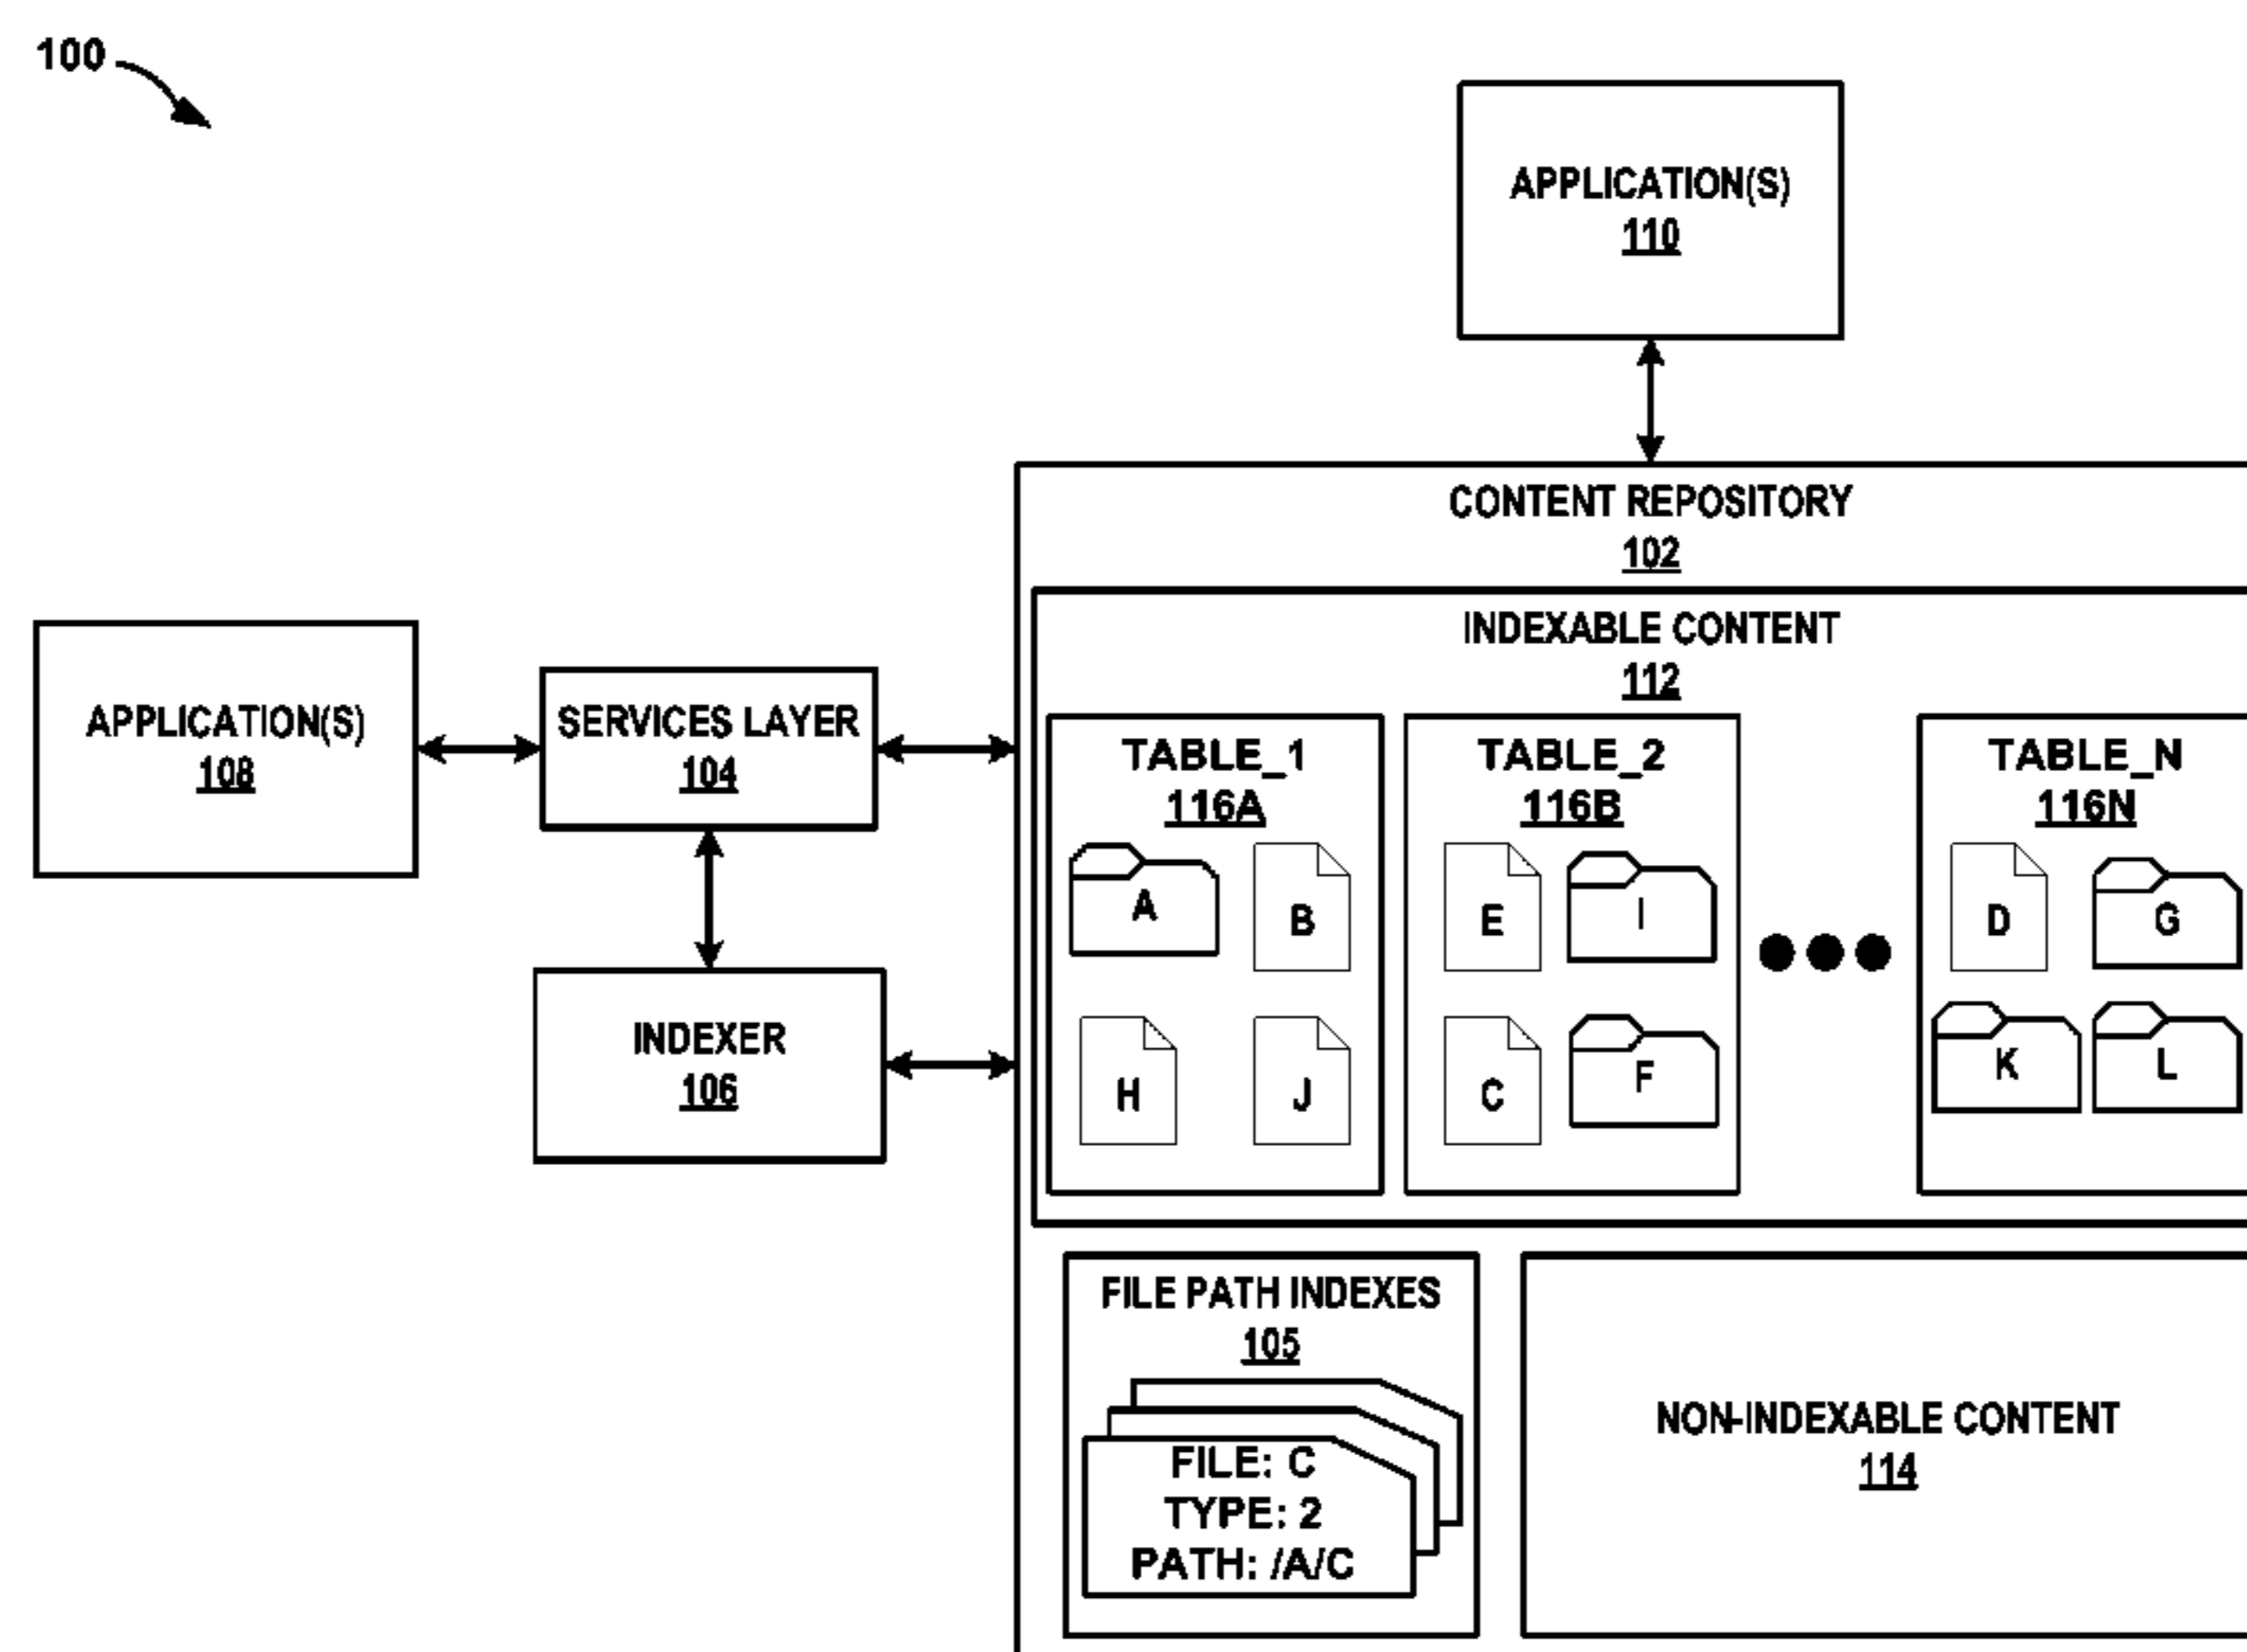 100
APPLICATION(S)
110
CONTENT REPOSITORY
102
INDEXABLE CONTENT
112
APPLICATION(S)
108
SERVICES LAYER
104
INDEXER
106
TABLE_1
116A
A
B
H
J
TABLE_2
116B
E
I
C
F
TABLE_N
116N
D
G
K
L
FILE PATH INDEXES
105
FILE: C
TYPE: 2
PATH: /A/C
NON-INDEXABLE CONTENT
114